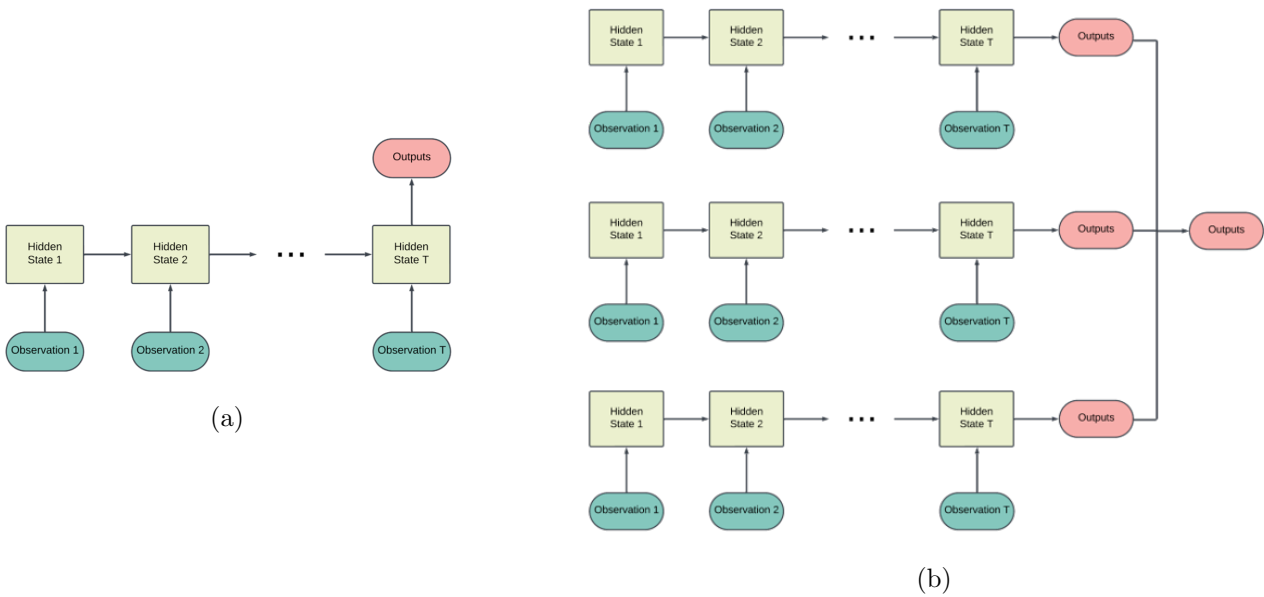 Outputs
Hidden
State 1
Hidden
State 2
...
Hidden
State T
Observation 1
Observation 2
Observation T
(a)
Hidden
State 1
Hidden
State 2
...
Hidden
State T
Outputs
Observation 1
Observation 2
Observation T
Hidden
State 1
Hidden
State 2
...
Hidden
State T
Outputs
Outputs
Observation 1
Observation 2
Observation T
Hidden
State 1
Hidden
State 2
...
Hidden
State T
Outputs
Observation 1
Observation 2
Observation T
(b)